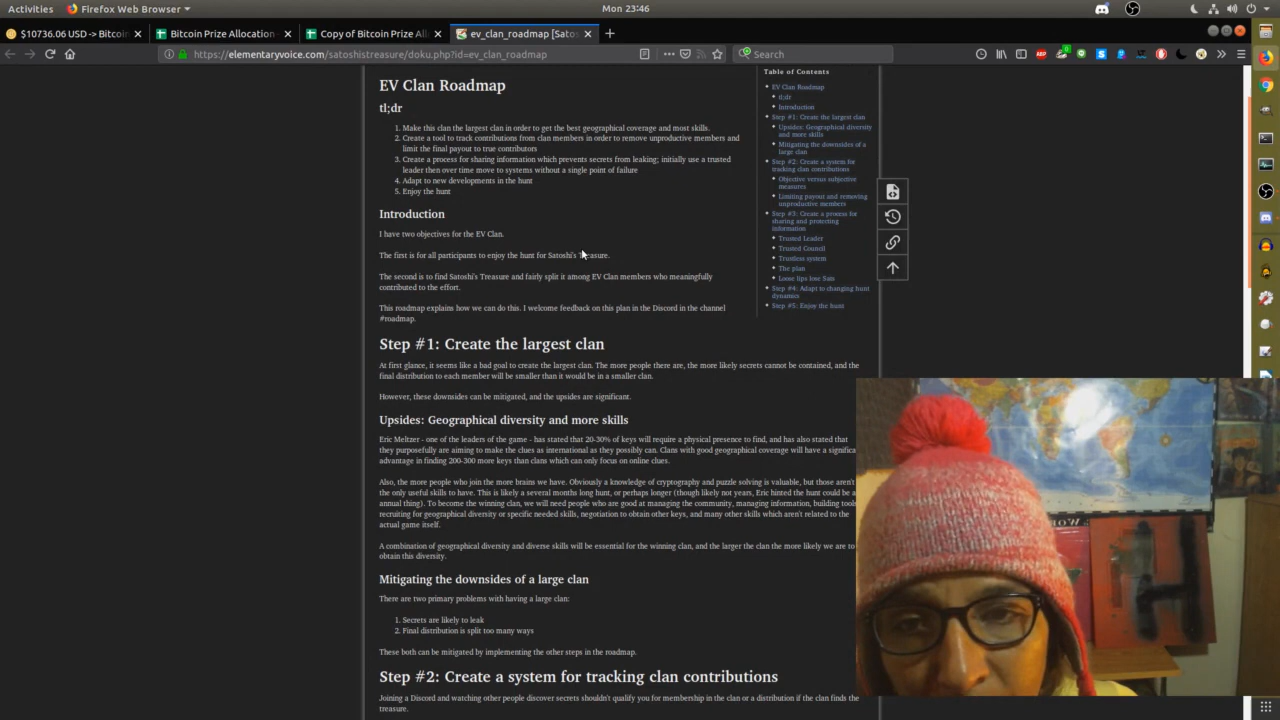 Activities
Firefox Web Browser
Mon 23:46
$10736.06 USD -> Bitcoin
Bitcoin Prize Allocation -
Copy of Bitcoin Prize All
ev_clan_roadmap [Satos
https://elementaryvoice.com/satoshistreasure/doku.php?id=ev_clan_roadmap
Search
EV Clan Roadmap
tl;dr
1. Make this clan the largest clan in order to get the best geographical coverage and most skills.
2. Create a tool to track contributions from clan members in order to remove unproductive members and
limit the final payout to true contributors
3. Create a process for sharing information which prevents secrets from leaking; initially use a trusted
leader then over time move to systems without a single point of failure
4. Adapt to new developments in the hunt
5. Enjoy the hunt
Introduction
I have two objectives for the EV Clan.
The first is for all participants to enjoy the hunt for Satoshi's Treasure.
The second is to find Satoshi's Treasure and fairly split it among EV Clan members who meaningfully
contributed to the effort.
This roadmap explains how we can do this. I welcome feedback on this plan in the Discord in the channel
#roadmap.
Table of Contents
EV Clan Roadmap
tl;dr
Introduction
Step #1: Create the largest clan
Upsides: Geographical diversity
and more skills
Mitigating the downsides of a
large clan
Step #2: Create a system for
tracking clan contributions
Objective versus subjective
measures
Limiting payout and removing
unproductive members
Step #3: Create a process for
sharing and protecting
information
Trusted Leader
Trusted Council
Trustless system
The plan
Loose lips lose Sats
Step #4: Adapt to changing hunt
dynamics
Step #5: Enjoy the hunt
Step #1: Create the largest clan
At first glance, it seems like a bad goal to create the largest clan. The more people there are, the more likely secrets cannot be contained, and the
final distribution to each member will be smaller than it would be in a smaller clan.
However, these downsides can be mitigated, and the upsides are significant.
Upsides: Geographical diversity and more skills
Eric Meltzer - one of the leaders of the game - has stated that 20-30% of keys will require a physical presence to find, and has also stated that
they purposefully are aiming to make the clues as international as they possibly can. Clans with good geographical coverage will have a significa
advantage in finding 200-300 more keys than clans which can only focus on online clues.
Also, the more people who join the more brains we have. Obviously a knowledge of cryptography and puzzle solving is valuable, but those aren't
the only useful skills to have. This is likely a several months long hunt, or perhaps longer (though likely not years, Eric hinted the hunt could be a
annual thing). To become the winning clan, we will need people who are good at managing the community, managing information, building tools
recruiting for geographical diversity or specific needed skills, negotiation to obtain other keys, and many other skills which aren't related to the
actual game itself.
A combination of geographical diversity and diverse skills will be essential for the winning clan, and the larger the clan the more likely we are to
obtain this diversity.
Mitigating the downsides of a large clan
There are two primary problems with having a large clan:
1. Secrets are likely to leak
2. Final distribution is split too many ways
These both can be mitigated by implementing the other steps in the roadmap.
Step #2: Create a system for tracking clan contributions
Joining a Discord and watching other people discover secrets shouldn't qualify you for membership in the clan or a distribution if the clan finds the
treasure.